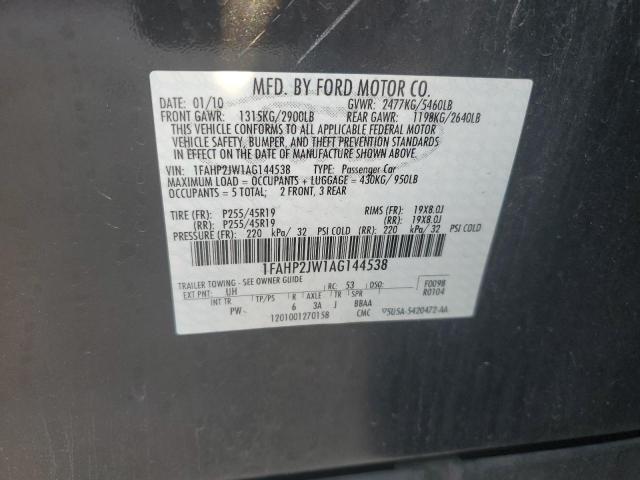 MFD. BY FORD MOTOR CO.
DATE: 01/10 GVWR: 2477KG/5460LB
FRONT GAWR: 1315KG/2900LB REAR GAWR: 1198KG/2640LB
THIS VEHICLE CONFORMS TO ALL APPLICABLE FEDERAL MOTOR
VEHICLE SAFETY, BUMPER, AND THEFT PREVENTION STANDARDS
IN EFFECT ON THE DATE OF MANUFACTURE SHOWN ABOVE.
VIN: 1FAHP2JW1AG144538 TYPE: Passenger Car
MAXIMUM LOAD = OCCUPANTS + LUGGAGE = 430KG/ 950LB
OCCUPANTS = 5 TOTAL; 2 FRONT, 3 REAR
TIRE (FR): P255/45R19 RIMS (FR): 19X8.0J
(RR): P255/45R19 (RR): 19X8.0J
PRESSURE (FR): 220 kPa/ 32 PSI COLD (RR): 220 kPa/ 32 PSI COLD
1FAHP2JW1AG144538
TRAILER TOWING - SEE OWNER GUIDE
EXT PNT: UH RC: 53 DSO: F0098
INT TR TP/PS R AXLE TR SPR R0104
PW- 6 3A J BBAA
1201001270158 CMC 5U5A-5420472-AA